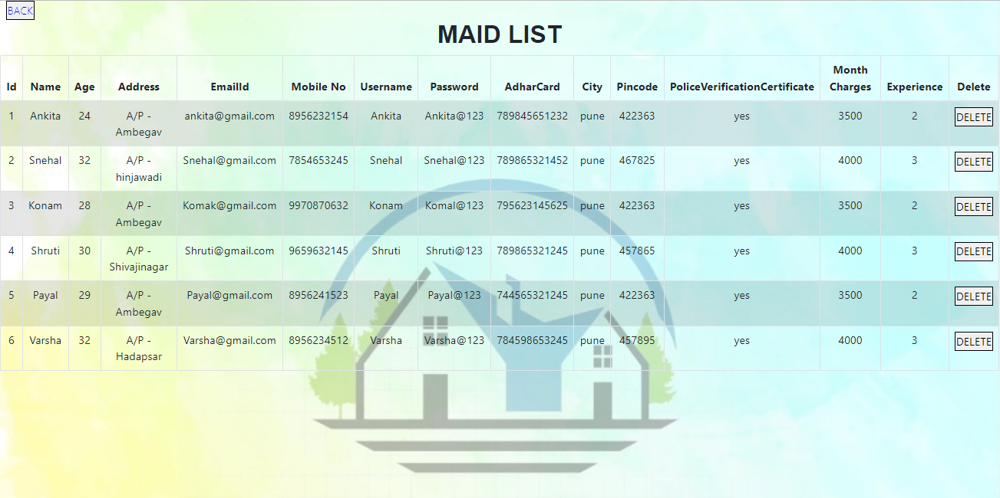 BACK
MAID LIST
Id Name Age Address EmailId Mobile No Username Password AdharCard City Pincode PoliceVerificationCertificate Month Charges Experience Delete
1 Ankita 24 A/P - Ambegav ankita@gmail.com 8956232154 Ankita Ankita@123 789845651232 pune 422363 yes 3500 2 DELETE
2 Snehal 32 A/P - hinjawadi Snehal@gmail.com 7854653245 Snehal Snehal@123 789865321452 pune 467825 yes 4000 3 DELETE
3 Konam 28 A/P - Ambegav Komak@gmail.com 9970870632 Konam Komal@123 795623145625 pune 422363 yes 3500 2 DELETE
4 Shruti 30 A/P - Shivajinagar Shruti@gmail.com 9659632145 Shruti Shruti@123 789865321245 pune 457865 yes 4000 3 DELETE
5 Payal 29 A/P - Ambegav Payal@gmail.com 8956241523 Payal Payal@123 744565321245 pune 422363 yes 3500 2 DELETE
6 Varsha 32 A/P - Hadapsar Varsha@gmail.com 8956234512 Varsha Varsha@123 784598653245 pune 457895 yes 4000 3 DELETE